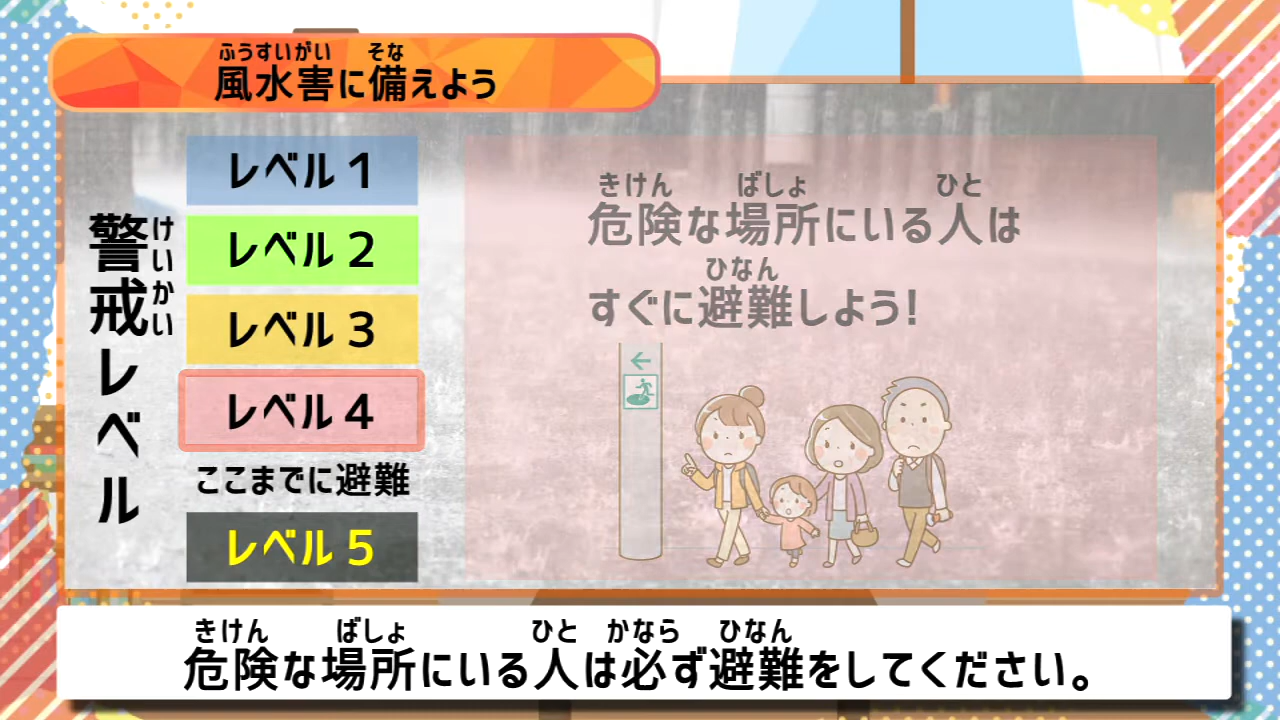 ふうすいがい そな
風水害に備えよう
警戒レベル
けいかい
レベル１
レベル２
レベル３
レベル４
ここまでに避難
レベル５
きけん ばしょ ひと
危険な場所にいる人は
ひなん
すぐに避難しよう!
きけん ばしょ ひと かなら ひなん
危険な場所にいる人は必ず避難をしてください。